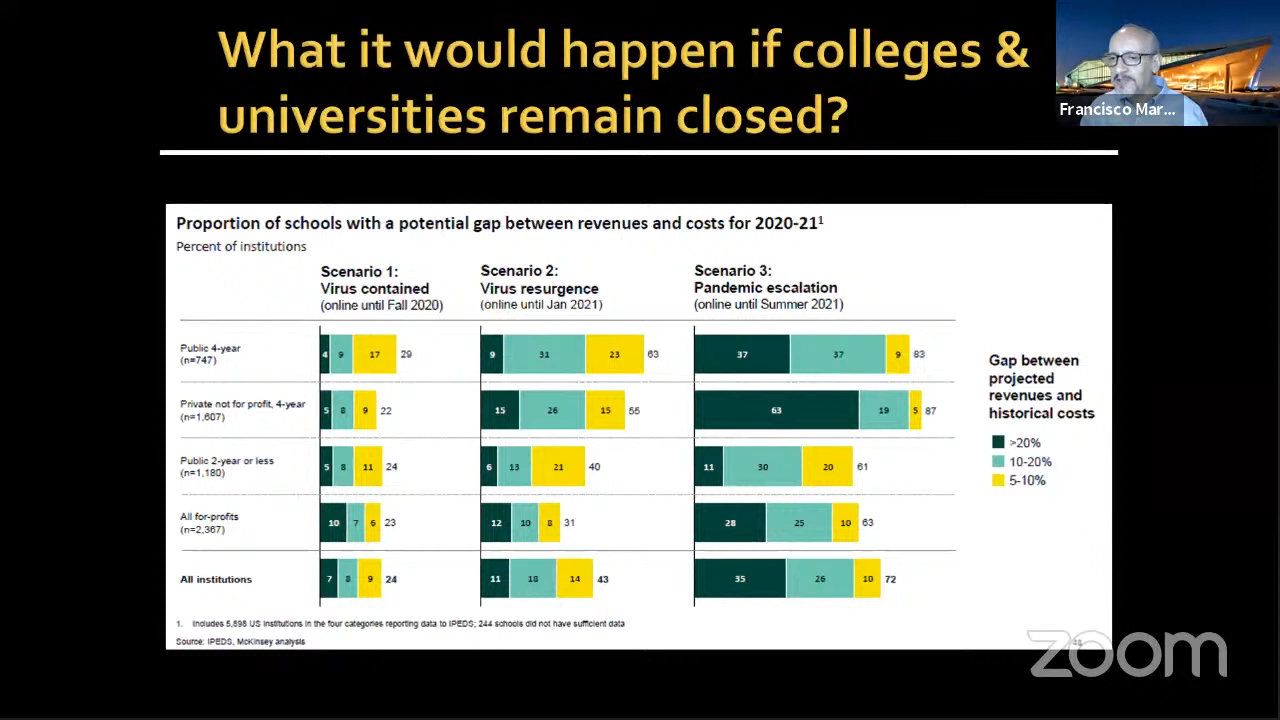 What it would happen if colleges &
universities remain closed?
Francisco Mar...
Proportion of schools with a potential gap between revenues and costs for 2020-21¹
Percent of institutions
Scenario 1:
Virus contained
(online until Fall 2020)
Scenario 2:
Virus resurgence
(online until Jan 2021)
Scenario 3:
Pandemic escalation
(online until Summer 2021)
Public 4-year
(n=747)
4 9 17 29
9 31 23 63
37 37 9 83
Private not for profit, 4-year
(n=1,607)
5 8 9 22
15 26 15 55
63 19 5 87
Public 2-year or less
(n=1,180)
5 8 11 24
6 13 21 40
11 30 20 61
All for-profits
(n=2,367)
10 7 6 23
12 10 8 31
28 25 10 63
All institutions
7 8 9 24
11 18 14 43
35 26 10 72
Gap between
projected
revenues and
historical costs
>20%
10-20%
5-10%
1. Includes 5,898 US institutions in the four categories reporting data to IPEDS; 244 schools did not have sufficient data
Source: IPEDS, McKinsey analysis
zoom